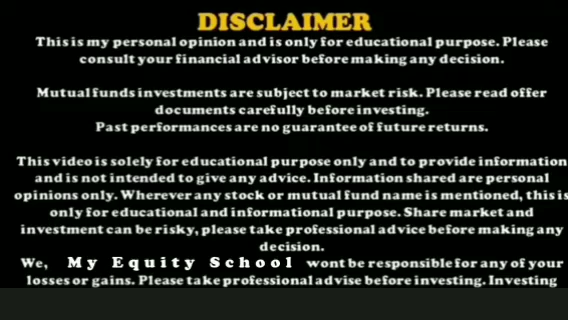 DISCLAIMER
This is my personal opinion and is only for educational purpose. Please
consult your financial advisor before making any decision.
Mutual funds investments are subject to market risk. Please read offer
documents carefully before investing.
Past performances are no guarantee of future returns.
This video is solely for educational purpose only and to provide information
and is not intended to give any advice. Information shared are personal
opinions only. Wherever any stock or mutual fund name is mentioned, this is
only for educational and informational purpose. Share market and
investment can be risky, please take professional advice before making any
decision.
We, My Equity School wont be responsible for any of your
losses or gains. Please take professional advise before investing. Investing